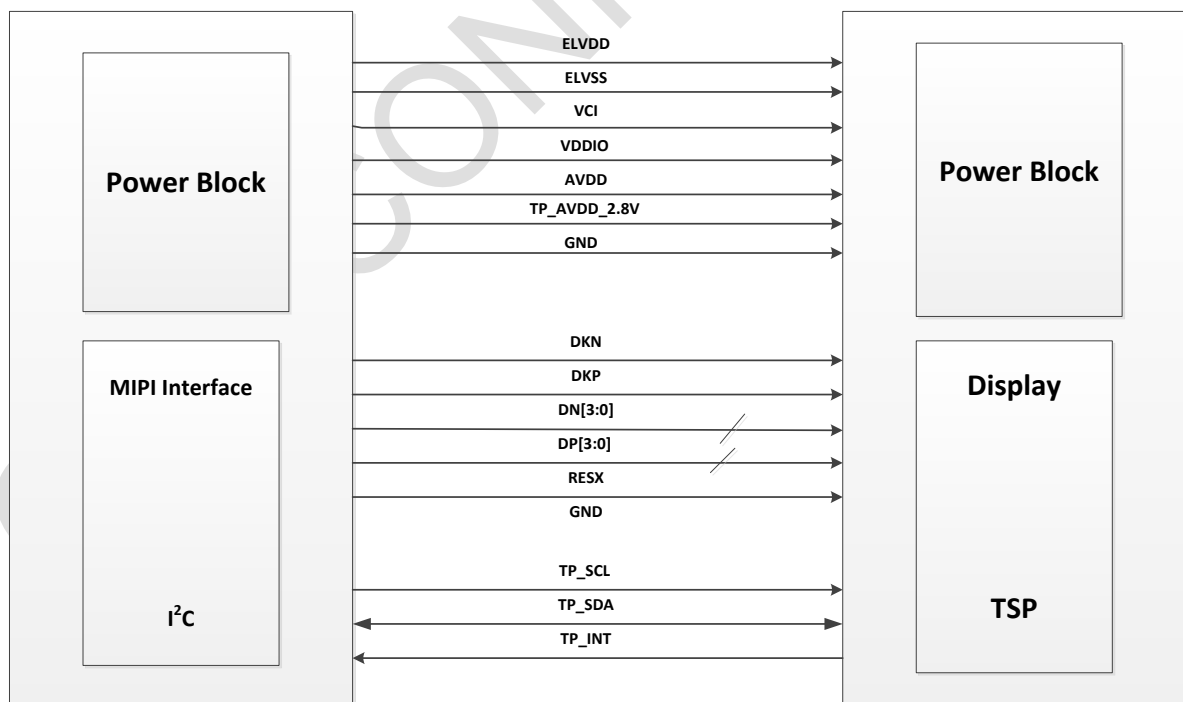 Power Block
ELVDD
ELVSS
VCI
VDDIO
AVDD
TP_AVDD_2.8V
GND
Power Block
MIPI Interface
I²C
DKN
DKP
DN[3:0]
DP[3:0]
RESX
GND
TP_SCL
TP_SDA
TP_INT
Display
TSP